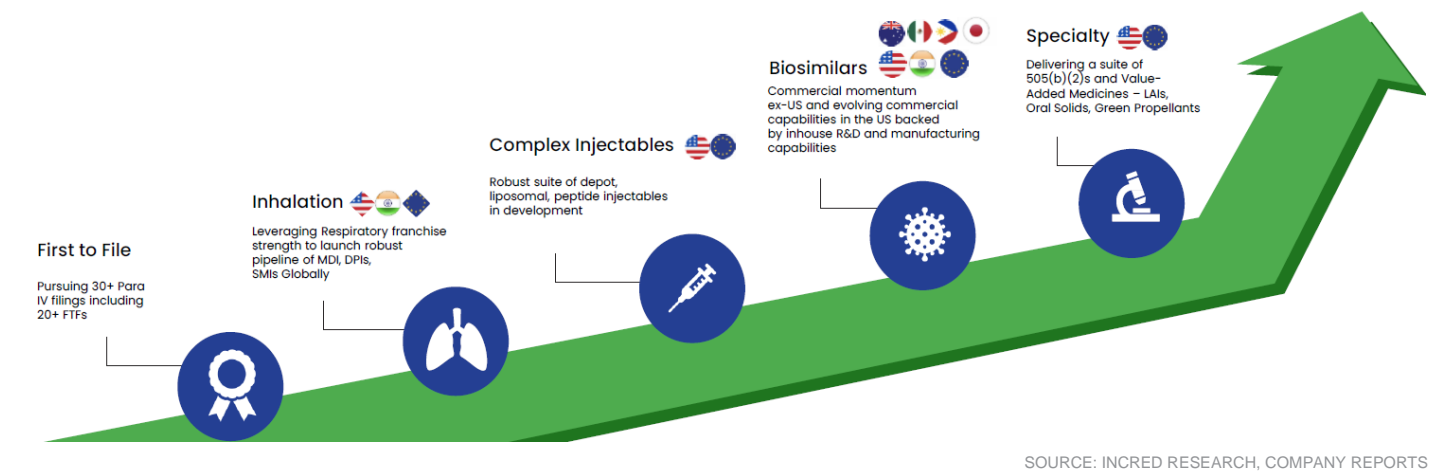 First to File
Pursuing 30+ Para
IV filings including
20+ FTFs
Inhalation
Leveraging Respiratory franchise
strength to launch robust
pipeline of MDI, DPIs,
SMIs Globally
Complex Injectables
Robust suite of depot,
liposomal, peptide injectables
in development
Biosimilars
Commercial momentum
ex-US and evolving commercial
capabilities in the US backed
by inhouse R&D and manufacturing
capabilities
Specialty
Delivering a suite of
505(b)(2)s and Value-
Added Medicines – LAIs,
Oral Solids, Green Propellants
SOURCE: INCRED RESEARCH, COMPANY REPORTS